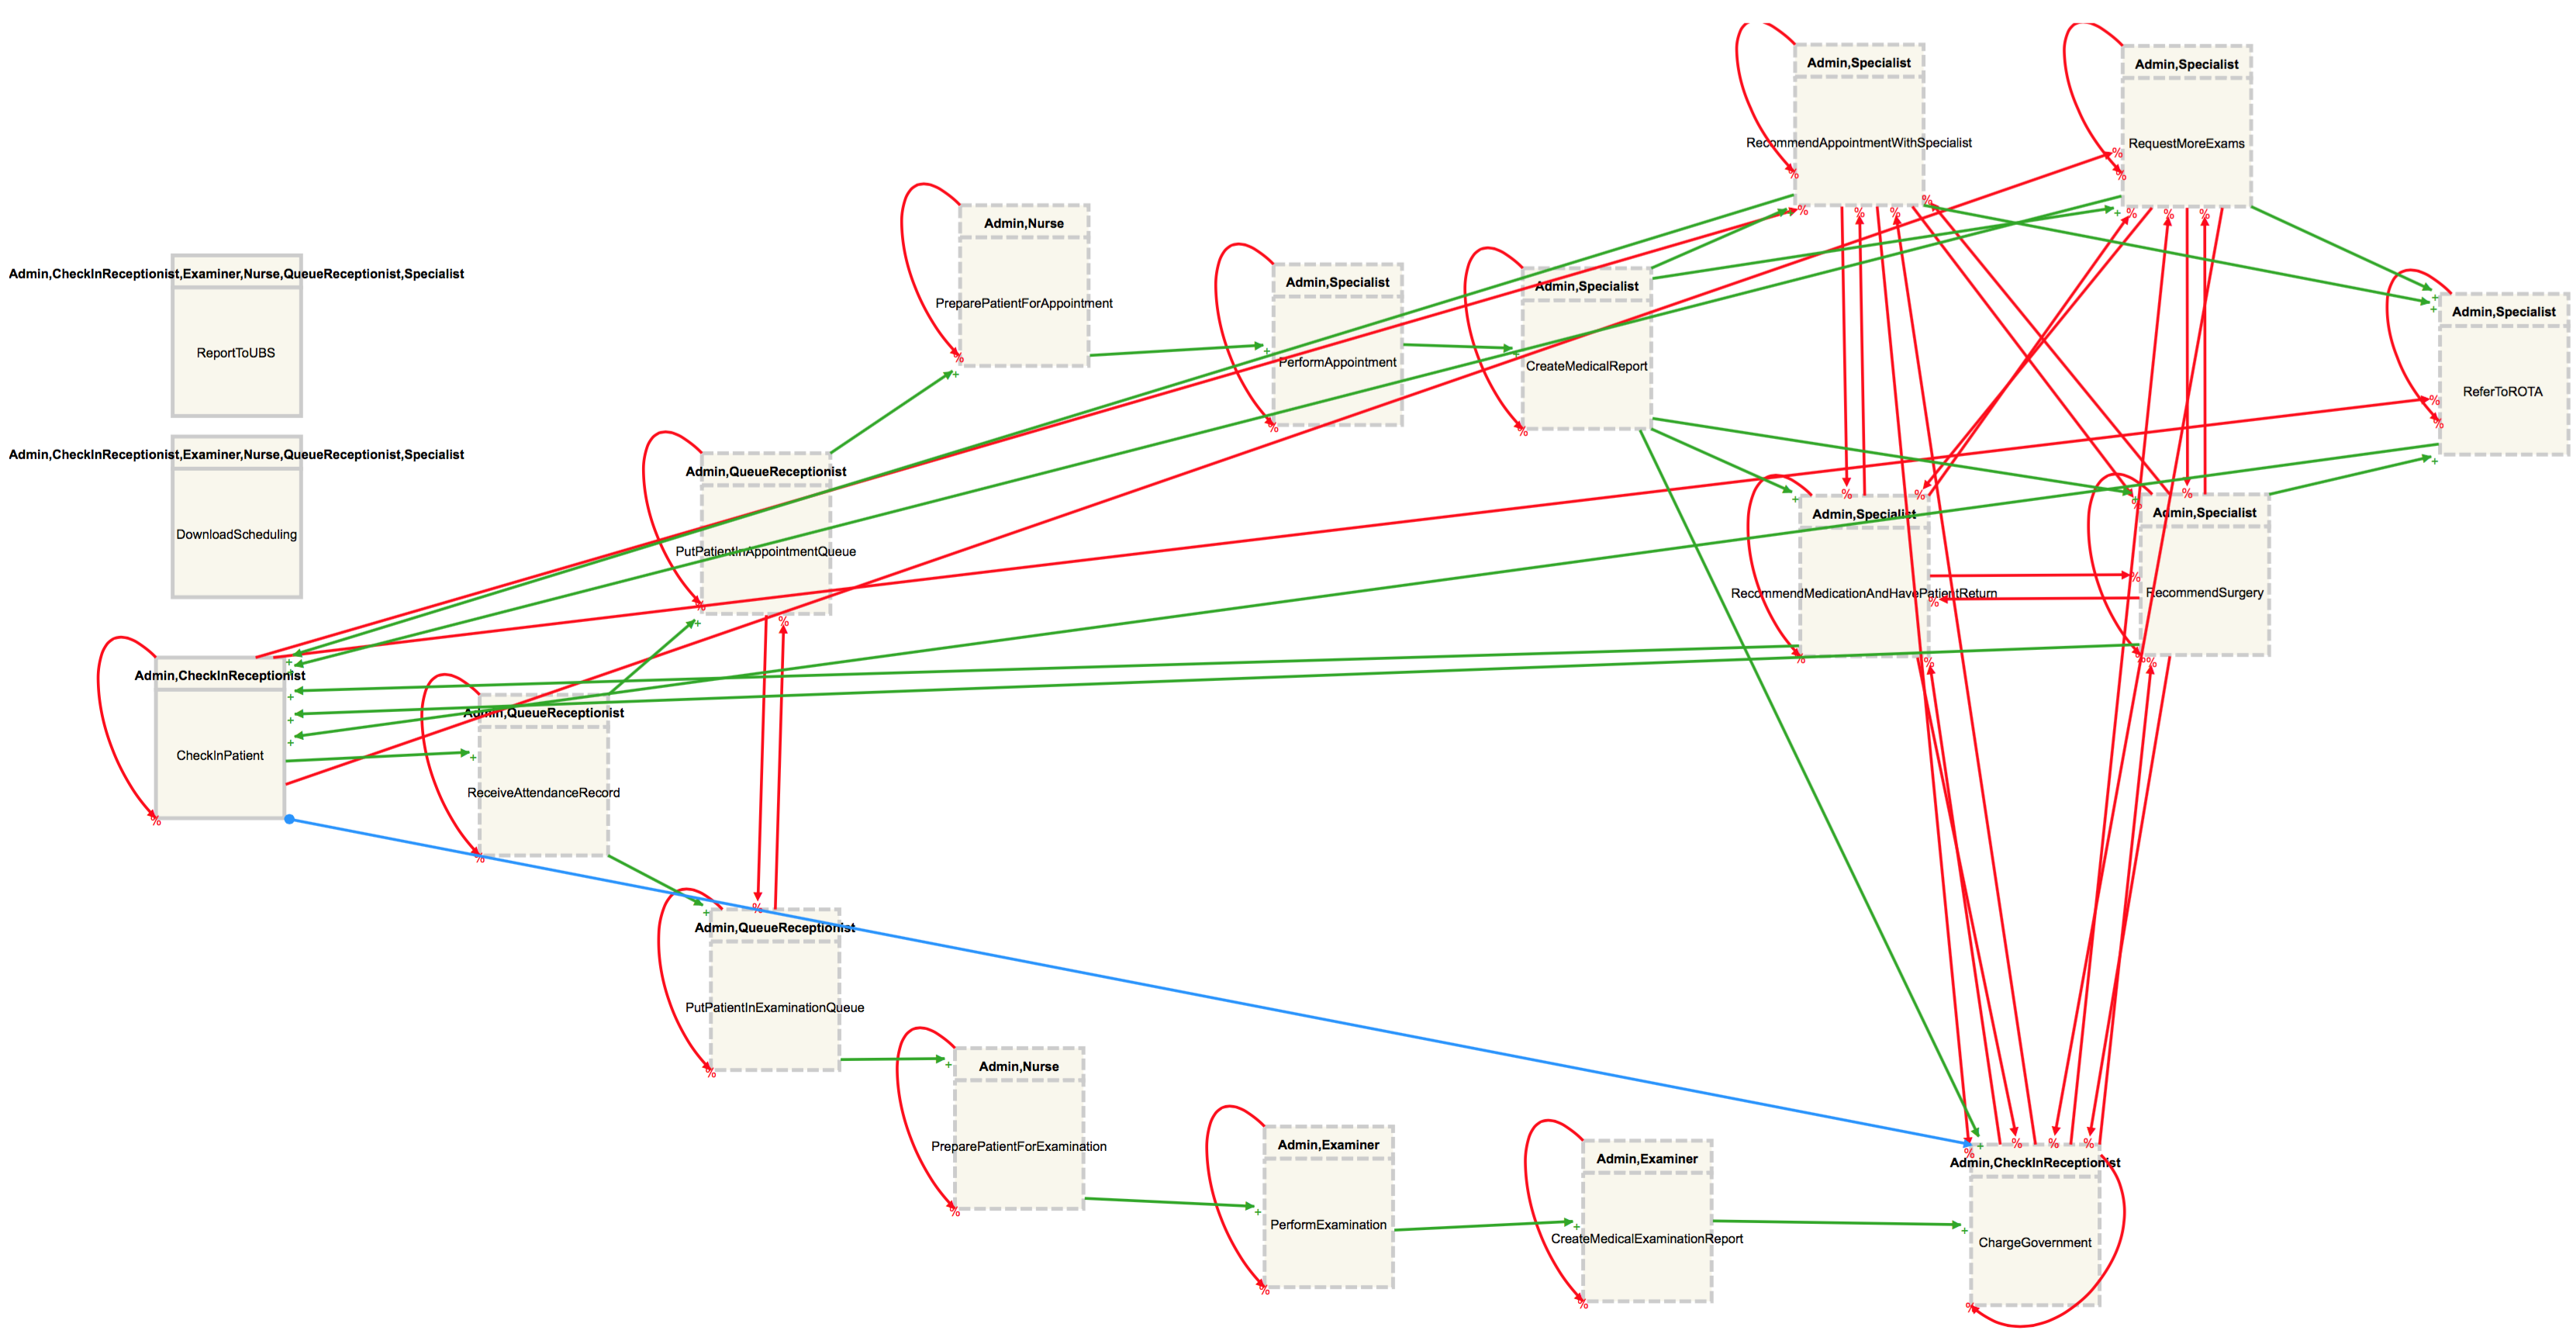 Admin,Specialist
RecommendAppointmentWithSpecialist
Admin,Specialist
RequestMoreExams
Admin,Nurse
PreparePatientForAppointment
Admin,CheckInReceptionist,Examiner,Nurse,QueueReceptionist,Specialist
ReportToUBS
Admin,Specialist
PerformAppointment
Admin,Specialist
CreateMedicalReport
Admin,Specialist
ReferToROTA
Admin,CheckInReceptionist,Examiner,Nurse,QueueReceptionist,Specialist
DownloadScheduling
Admin,QueueReceptionist
PutPatientInAppointmentQueue
Admin,Specialist
RecommendMedicationAndHavePatientReturn
Admin,Specialist
RecommendSurgery
Admin,CheckInReceptionist
CheckInPatient
Admin,QueueReceptionist
ReceiveAttendanceRecord
Admin,QueueReceptionist
PutPatientInExaminationQueue
Admin,Nurse
PreparePatientForExamination
Admin,Examiner
PerformExamination
Admin,Examiner
CreateMedicalExaminationReport
Admin,CheckInReceptionist
ChargeGovernment